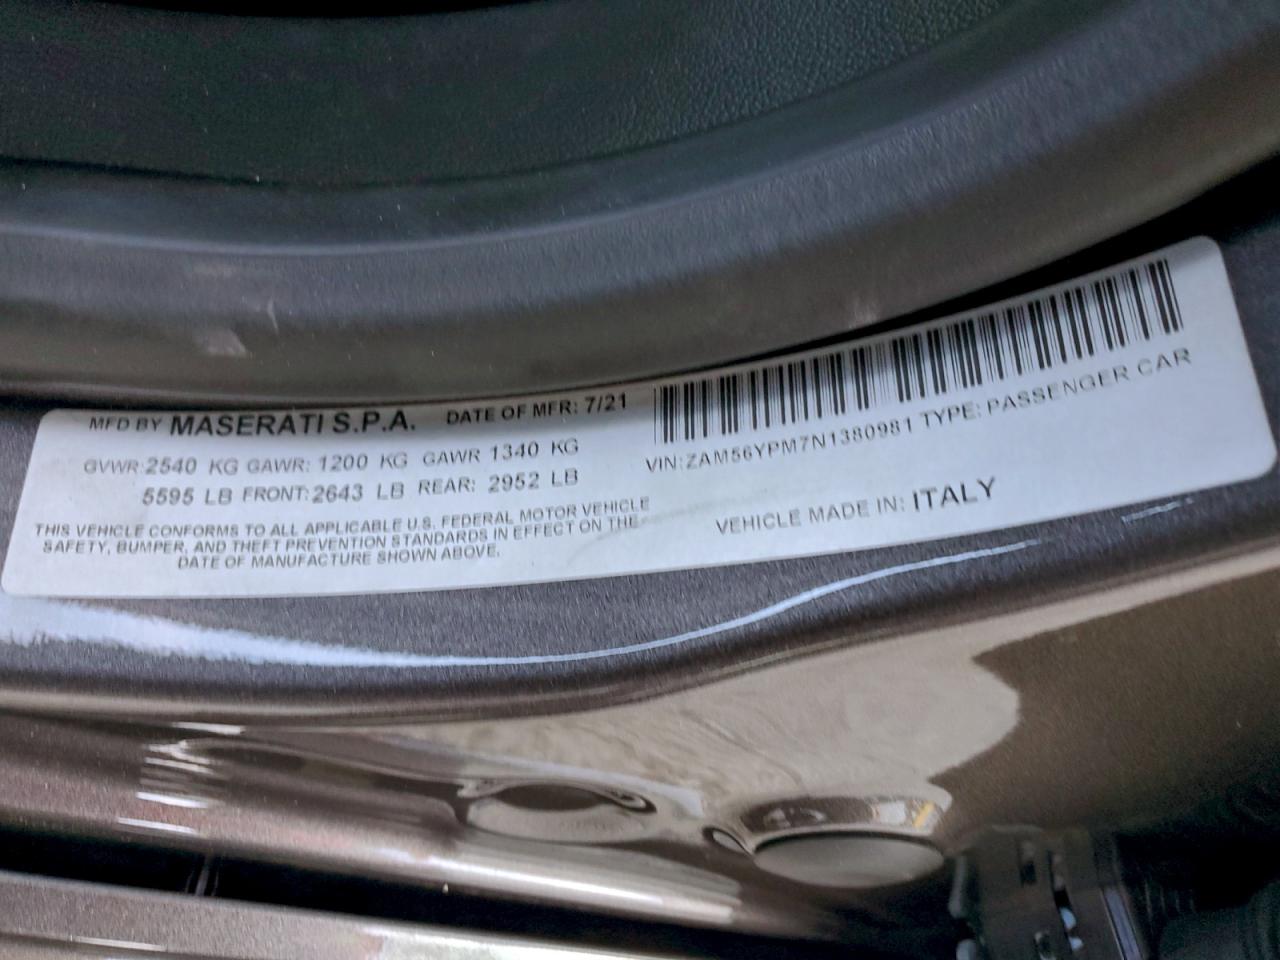 MFD BY MASERATI S.P.A. DATE OF MFR: 7/21
GVWR: 2540 KG GAWR: 1200 KG GAWR 1340 KG
5595 LB FRONT: 2643 LB REAR: 2952 LB
THIS VEHICLE CONFORMS TO ALL APPLICABLE U.S. FEDERAL MOTOR VEHICLE
SAFETY, BUMPER, AND THEFT PREVENTION STANDARDS IN EFFECT ON THE
DATE OF MANUFACTURE SHOWN ABOVE.
VIN: ZAM56YPM7N1380981 TYPE: PASSENGER CAR
VEHICLE MADE IN: ITALY